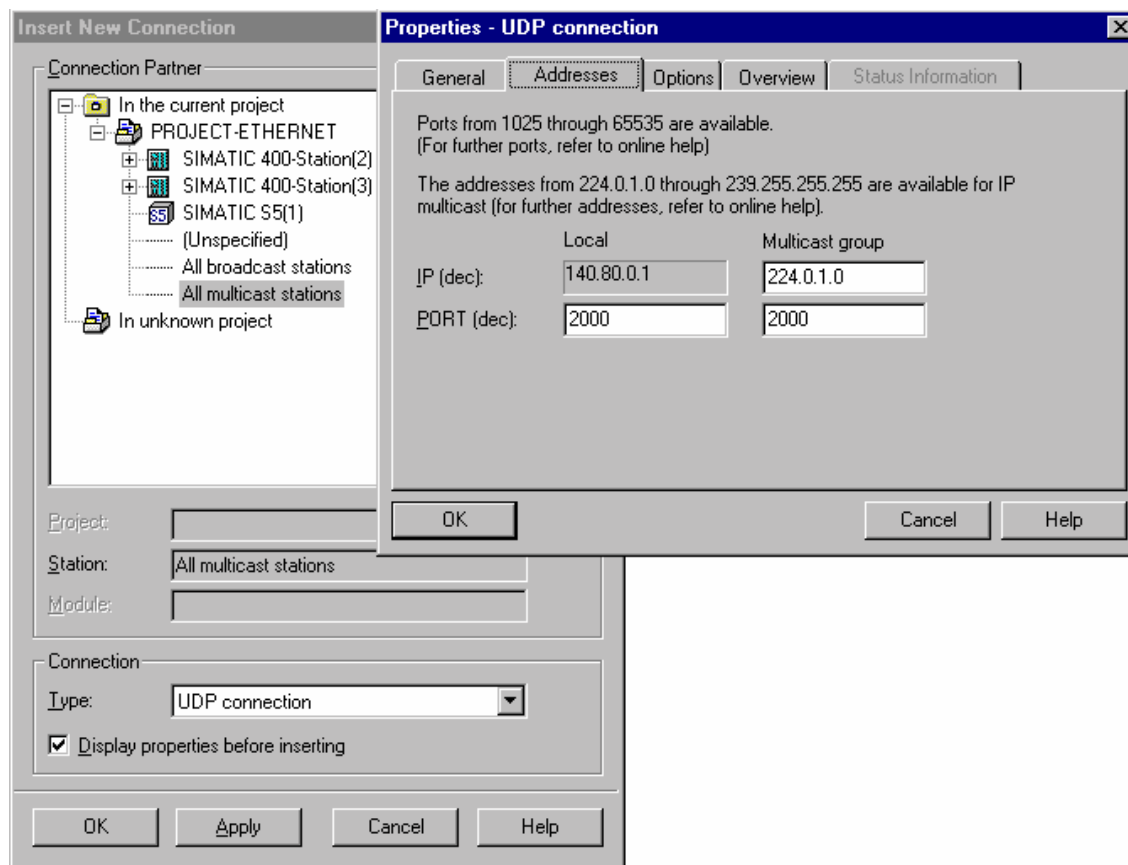 Insert New Connection
Connection Partner
In the current project
PROJECT-ETHERNET
SIMATIC 400-Station(2)
SIMATIC 400-Station(3)
S5 SIMATIC S5(1)
(Unspecified)
All broadcast stations
All multicast stations
In unknown project
Project:
Station: All multicast stations
Module:
Connection
Type: UDP connection
Display properties before inserting
OK Apply Cancel Help
Properties - UDP connection
General Addresses Options Overview Status Information
Ports from 1025 through 65535 are available.
(For further ports, refer to online help)
The addresses from 224.0.1.0 through 239.255.255.255 are available for IP
multicast (for further addresses, refer to online help).
Local Multicast group
IP (dec): 140.80.0.1 224.0.1.0
PORT (dec): 2000 2000
OK Cancel Help